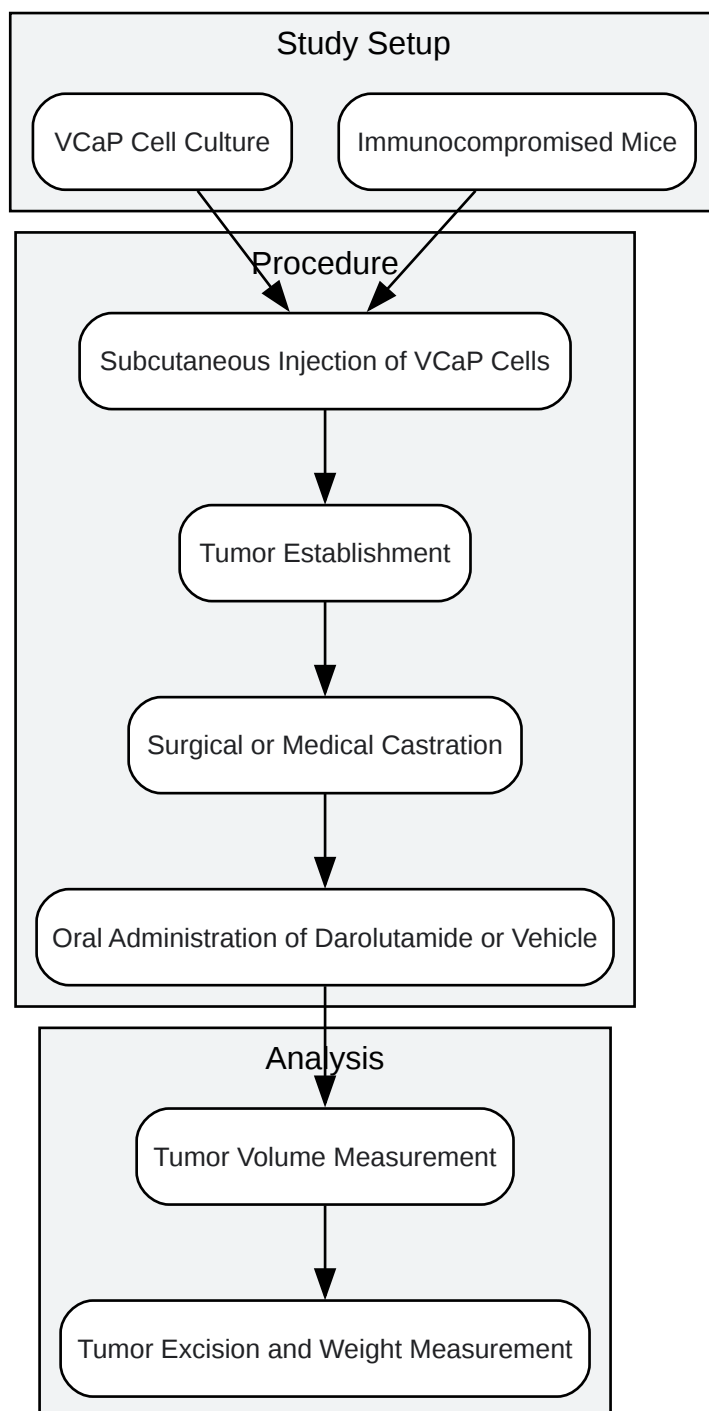 Study Setup
VCaP Cell Culture
Immunocompromised Mice
Procedure
Subcutaneous Injection of VCaP Cells
Tumor Establishment
Surgical or Medical Castration
Oral Administration of Darolutamide or Vehicle
Analysis
Tumor Volume Measurement
Tumor Excision and Weight Measurement